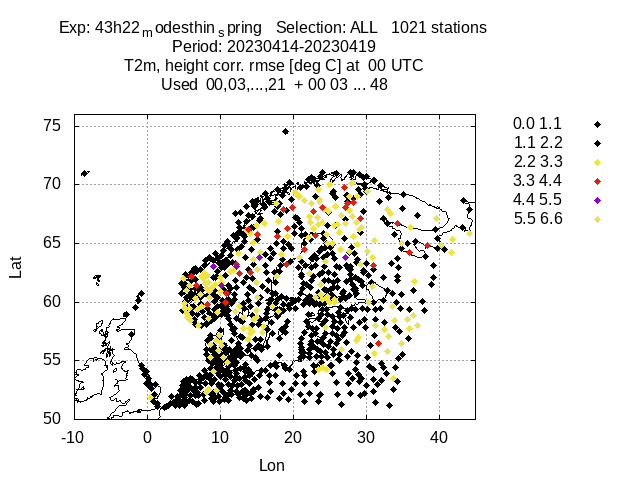 Exp: 43h22modesthinspring   Selection: ALL   1021 stations
Period: 20230414-20230419
T2m, height corr. rmse [deg C] at  00 UTC
Used  00,03,...,21  + 00 03 ... 48
75
70
65
60
55
50
Lat
-10 0 10 20 30 40
Lon
0.0 1.1
1.1 2.2
2.2 3.3
3.3 4.4
4.4 5.5
5.5 6.6